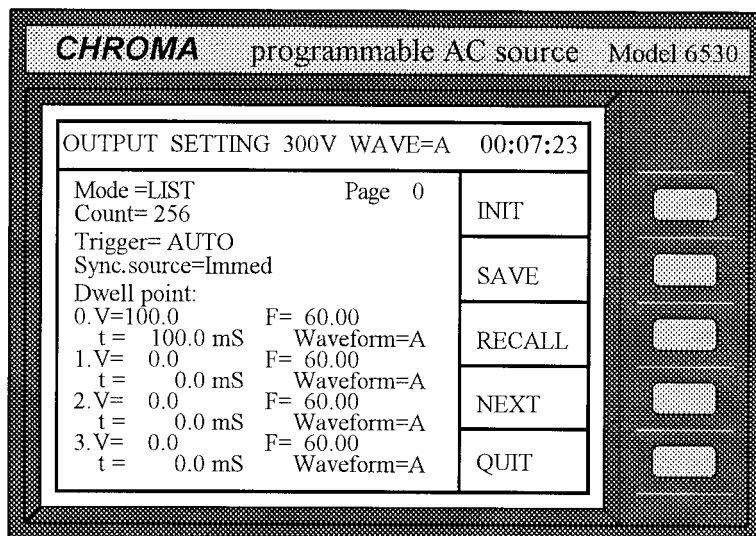 CHROMA programmable AC source Model 6530
OUTPUT SETTING 300V WAVE=A 00:07:23
Mode =LIST Page 0
Count= 256
Trigger= AUTO
Sync.source=Immed
Dwell point:
0.V=100.0 F= 60.00
t = 100.0 mS Waveform=A
1.V= 0.0 F= 60.00
t = 0.0 mS Waveform=A
2.V= 0.0 F= 60.00
t = 0.0 mS Waveform=A
3.V= 0.0 F= 60.00
t = 0.0 mS Waveform=A
INIT
SAVE
RECALL
NEXT
QUIT